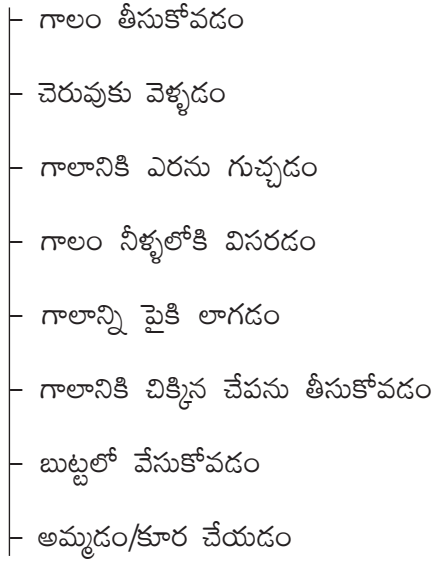 గాలం తీసుకోవడం
చెరువుకు వెళ్ళడం
గాలానికి ఎరను గుచ్చడం
గాలం నీళ్ళలోకి విసరడం
గాలాన్ని పైకి లాగడం
గాలానికి చిక్కిన చేపను తీసుకోవడం
బుట్టలో వేసుకోవడం
అమ్మడం/కూర చేయడం